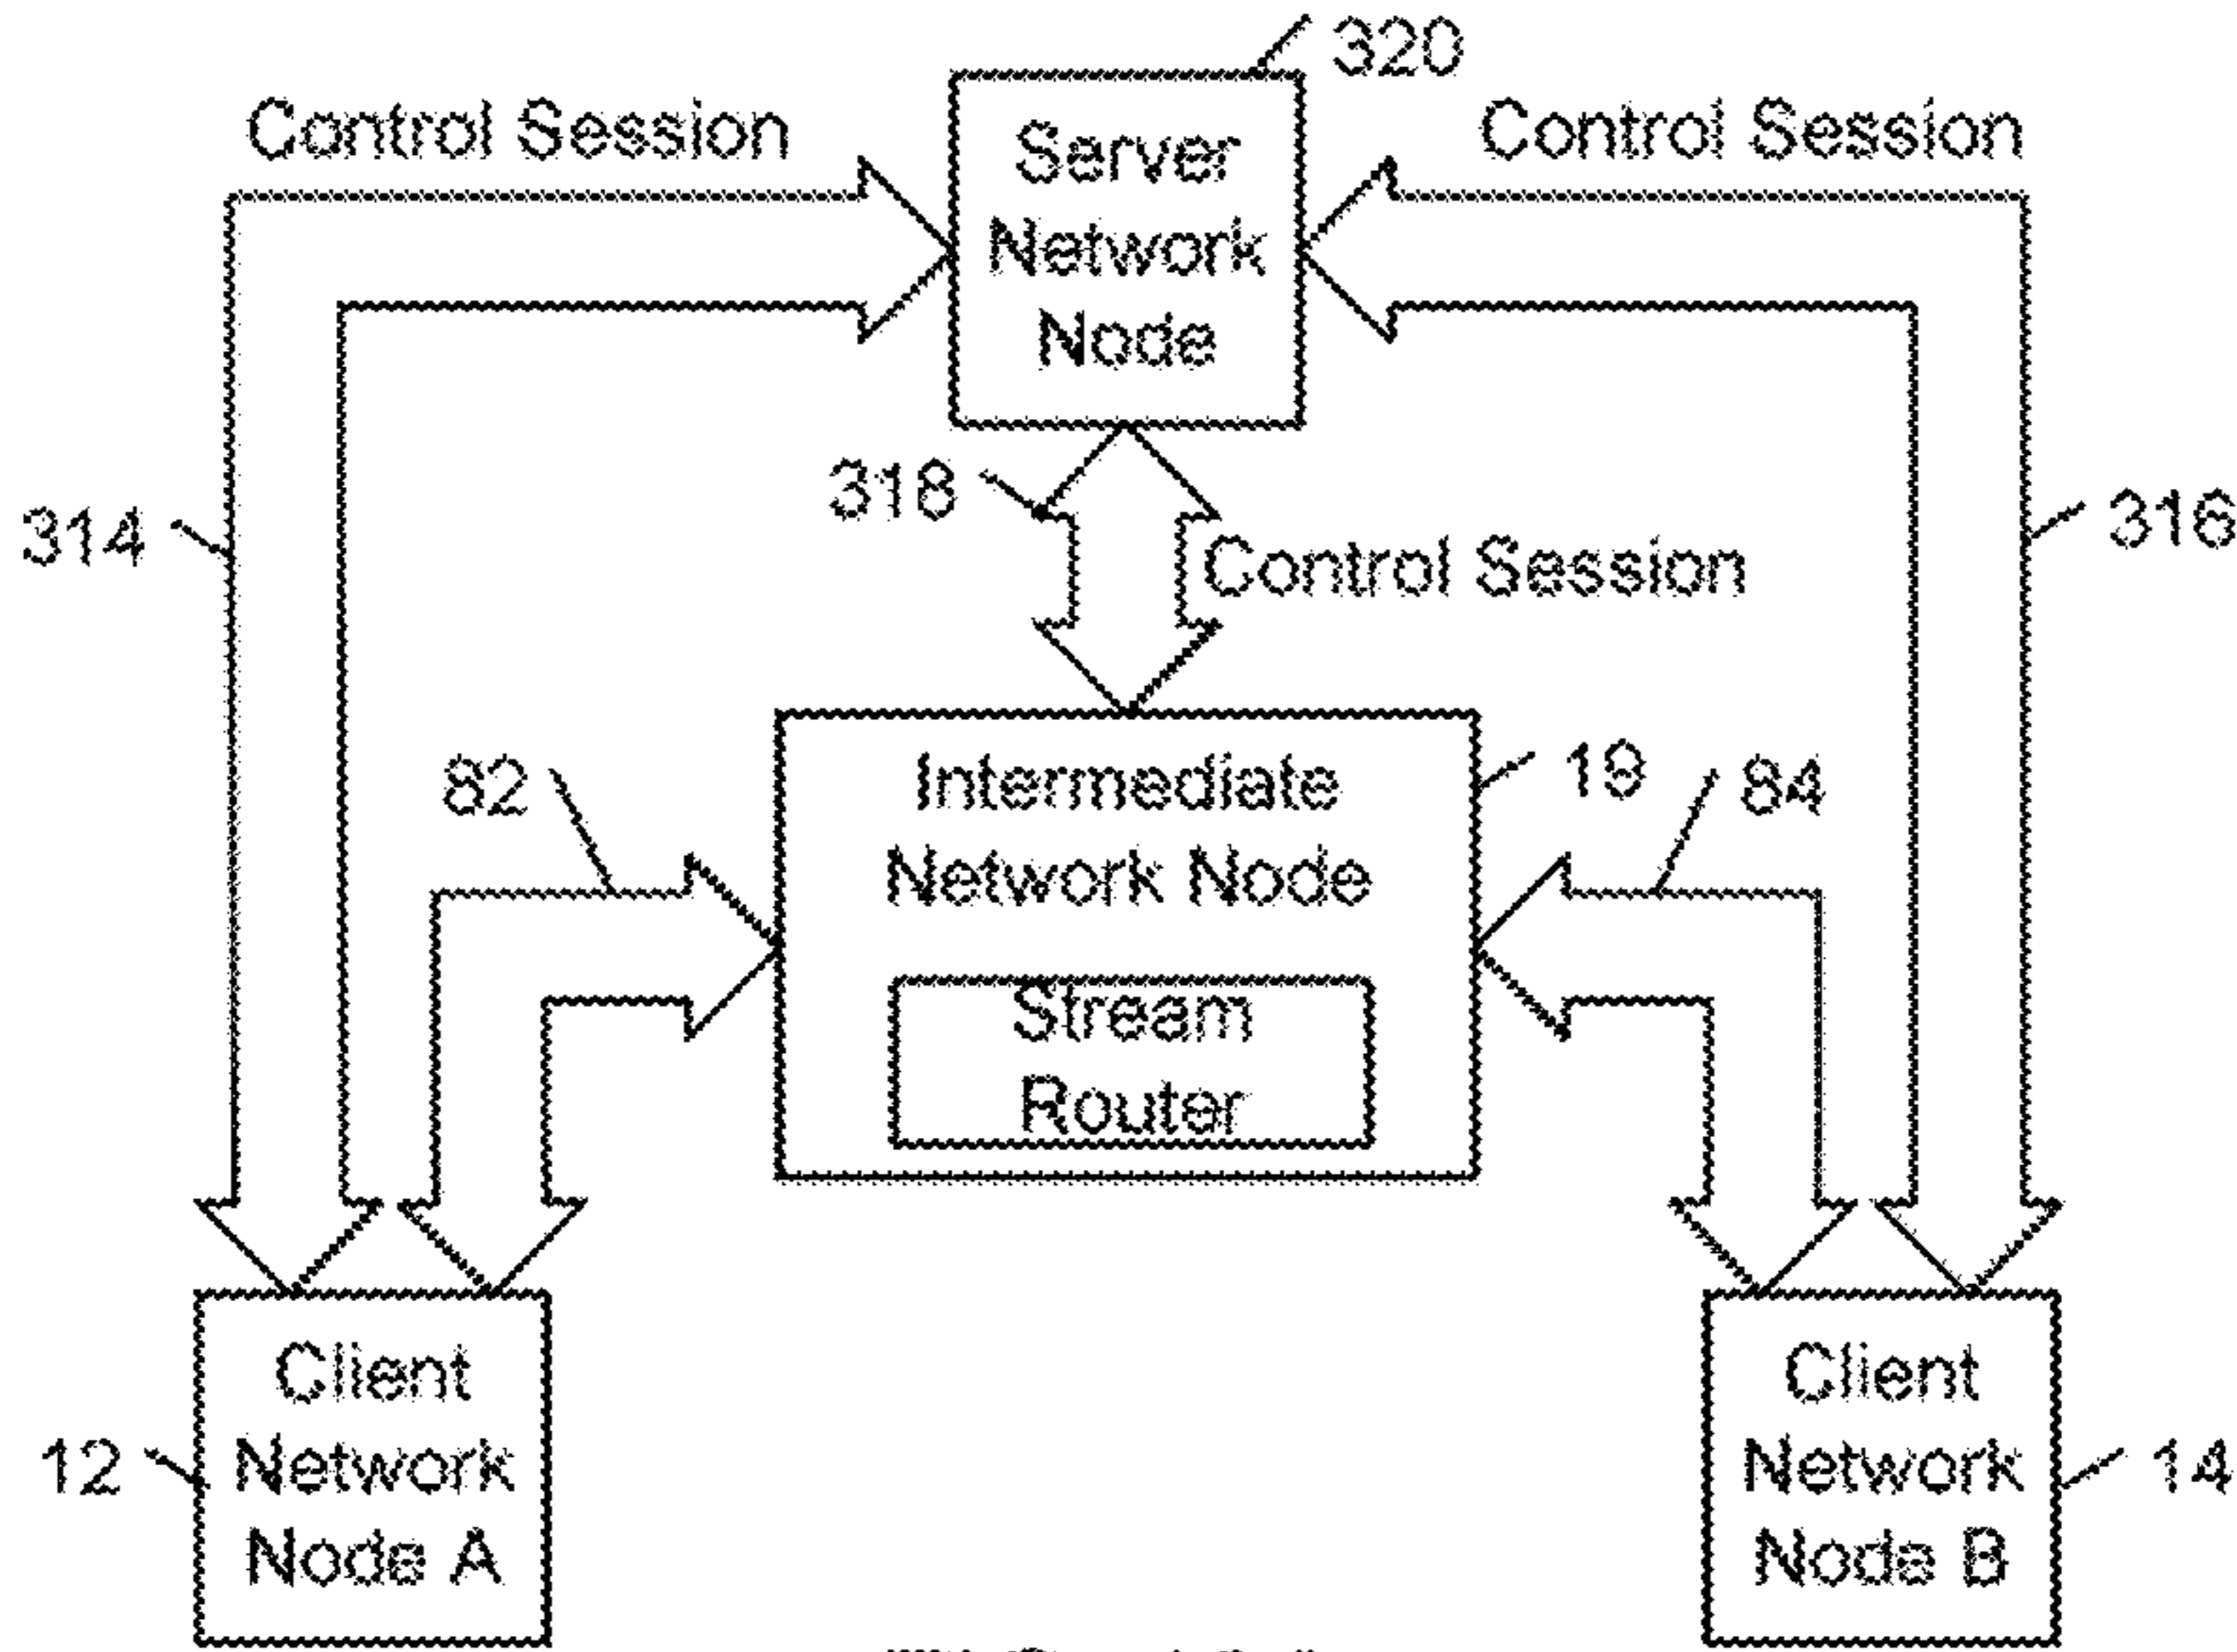 320
Control Session
Control Session
Server
Network
Node
318
314
316
Control Session
82
Intermediate
Network Node
19
84
Stream
Router
Client
Network
Node A
12
Client
Network
Node B
14